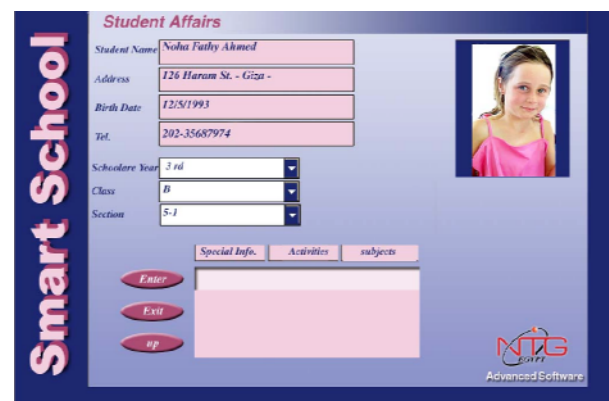 Student Affairs
Smart School
Student Name Noha Fathy Ahmed
Address 126 Haram St. - Giza -
Birth Date 12/5/1993
Tel. 202-35687974
Schoolere Year 3 rd
Class B
Section 5-1
Special Info. Activities subjects
Enter
Exit
up
NTG
EGYPT
Advanced Software